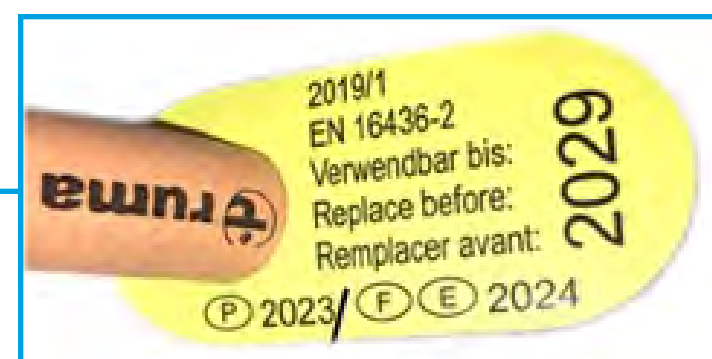 truma
2019/1
EN 16436-2
Verwendbar bis:
Replace before:
Remplacer avant:
2029
Ⓟ 2023/ Ⓕ Ⓔ 2024